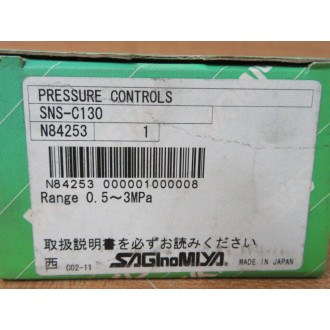 PRESSURE CONTROLS
SNS-C130
N84253 1
N84253 000001000008
Range 0.5～3MPa
取扱説明書を必ずお読みください
西 C02-11 SAGInoMIYA. MADE IN JAPAN